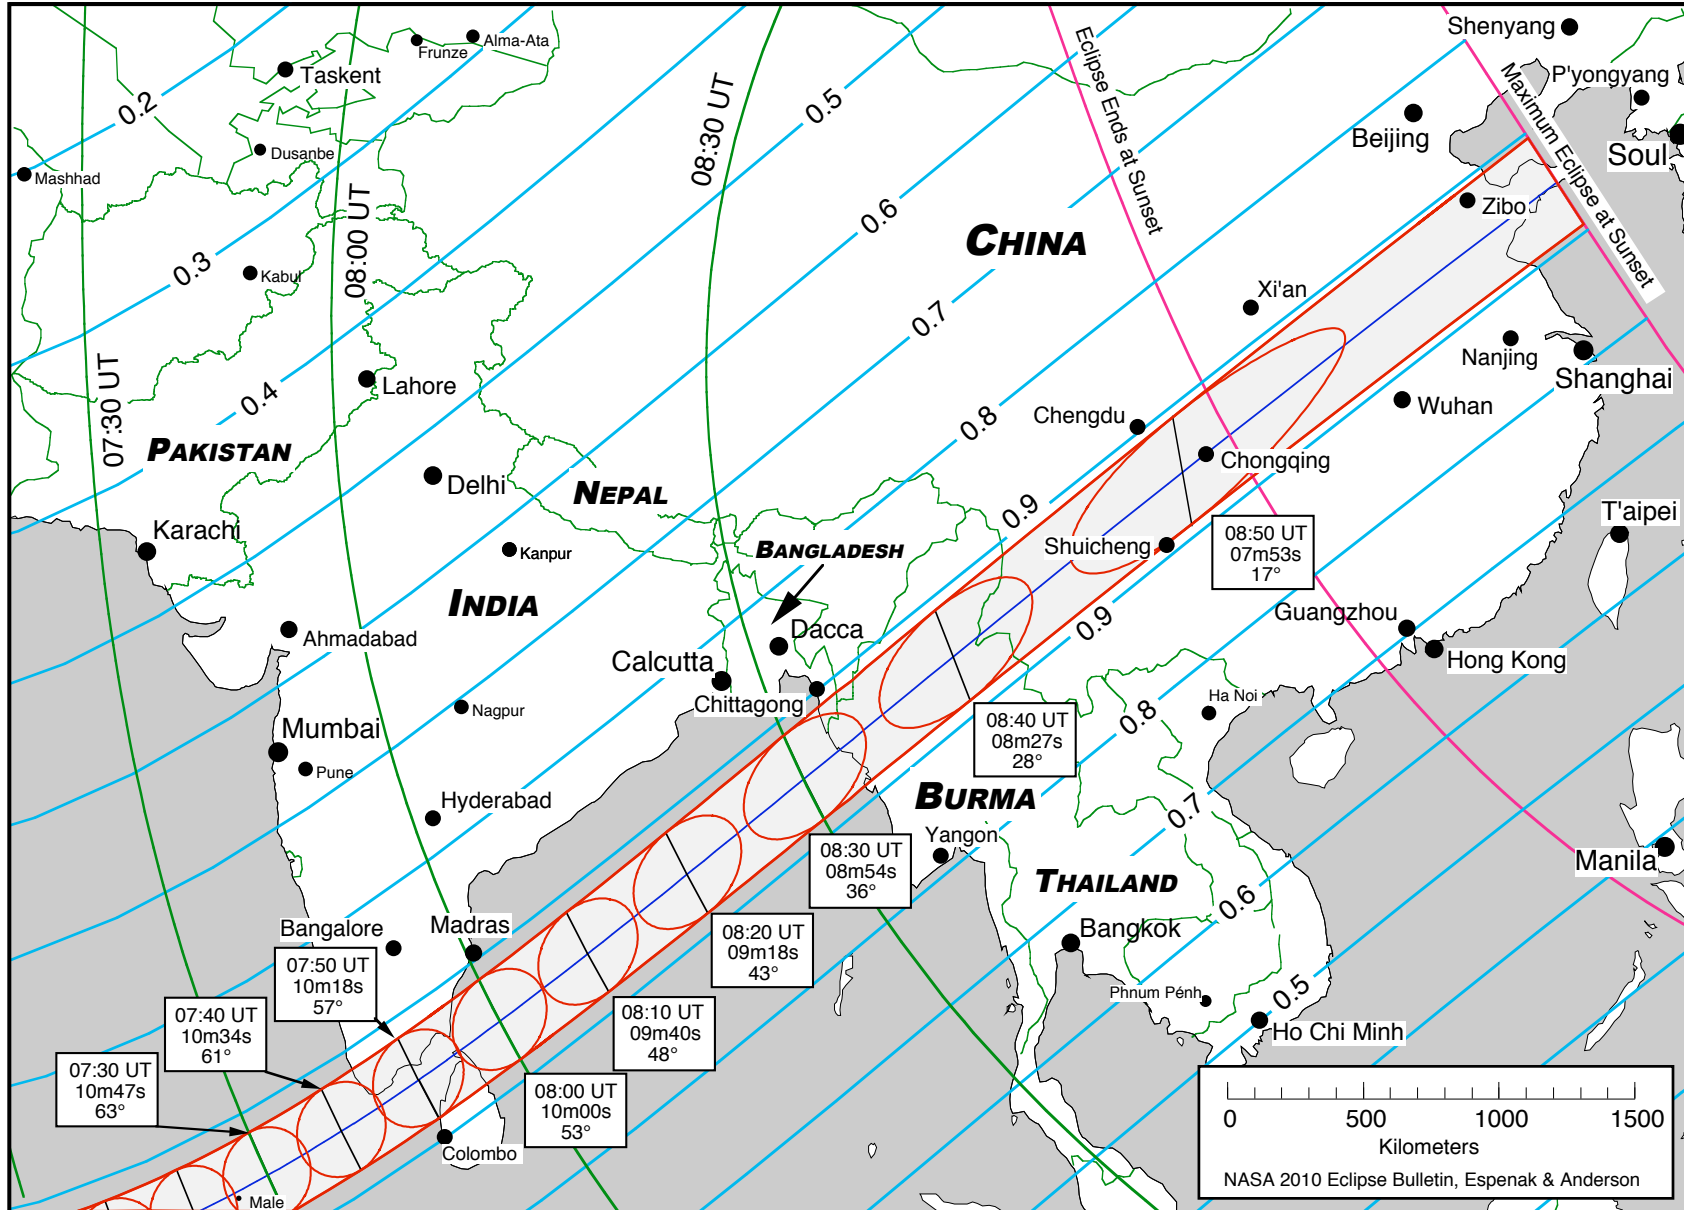 Shenyang
Alma-Ata
Frunze
Taskent
P'yongyang
0.2
0.5
08:30 UT
Eclipse Ends at Sunset
Maximum Eclipse at Sunset
Beijing
Soul
Dusanbe
Mashhad
Zibo
0.6
08:00 UT
CHINA
0.3
Kabul
Xi'an
0.7
Nanjing
Shanghai
07:30 UT
Lahore
0.4
Wuhan
0.8
Chengdu
PAKISTAN
Chongqing
Delhi
NEPAL
0.9
T'aipei
Karachi
Kanpur
BANGLADESH
Shuicheng
08:50 UT
07m53s
17°
INDIA
Guangzhou
0.9
Dacca
Ahmadabad
Calcutta
Hong Kong
Chittagong
Ha Noi
Nagpur
0.8
Mumbai
08:40 UT
08m27s
28°
Pune
BURMA
Hyderabad
0.7
Yangon
08:30 UT
08m54s
36°
Manila
THAILAND
0.6
Bangalore
Madras
Bangkok
08:20 UT
09m18s
43°
07:50 UT
10m18s
57°
Phnum Pénh
0.5
07:40 UT
10m34s
61°
08:10 UT
09m40s
48°
Ho Chi Minh
07:30 UT
10m47s
63°
08:00 UT
10m00s
53°
0 500 1000 1500
Kilometers
Colombo
NASA 2010 Eclipse Bulletin, Espenak & Anderson
Male